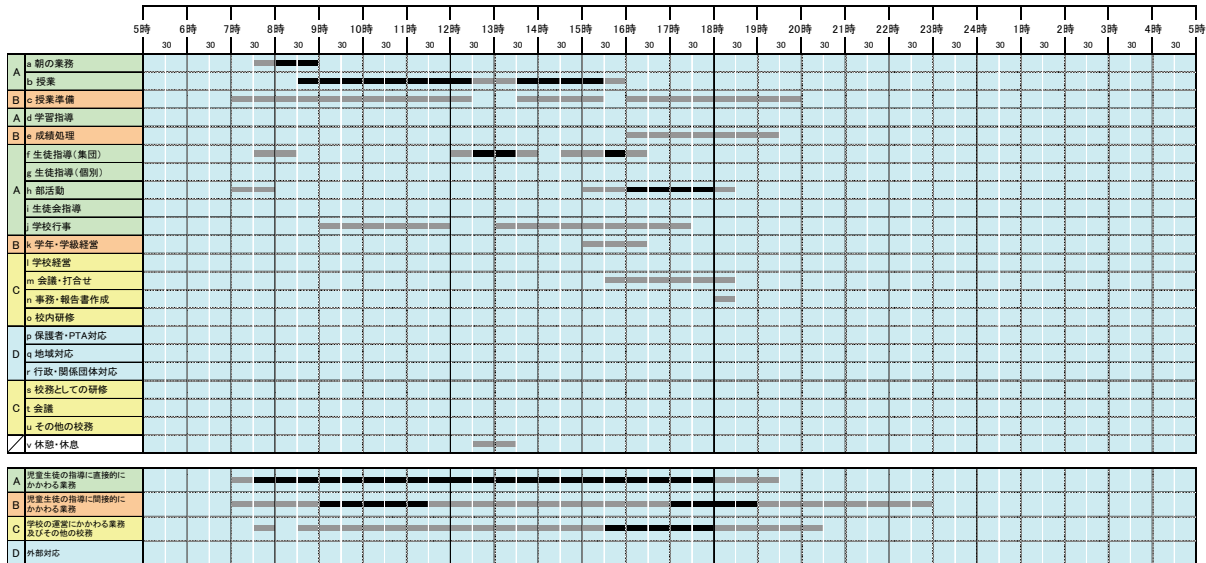 5時 6時 7時 8時 9時 10時 11時 12時 13時 14時 15時 16時 17時 18時 19時 20時 21時 22時 23時 24時 1時 2時 3時 4時 5時
30 30 30 30 30 30 30 30 30 30 30 30 30 30 30 30 30 30 30 30 30 30 30 30
A
a 朝の業務
b 授業
B c 授業準備
A d 学習指導
B e 成績処理
A
f 生徒指導(集団)
g 生徒指導(個別)
h 部活動
i 生徒会指導
j 学校行事
B k 学年・学級経営
C
l 学校経営
m 会議・打合せ
n 事務・報告書作成
o 校内研修
D
p 保護者・PTA対応
q 地域対応
r 行政・関係団体対応
C
s 校務としての研修
t 会議
u その他の校務
v 休憩・休息
A
児童生徒の指導に直接的に
かかわる業務
B
児童生徒の指導に間接的に
かかわる業務
C
学校の運営にかかわる業務
及びその他の校務
D 外部対応